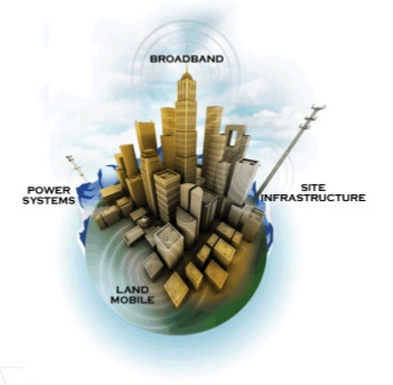 BROADBAND
POWER
SYSTEMS
SITE
INFRASTRUCTURE
LAND
MOBILE